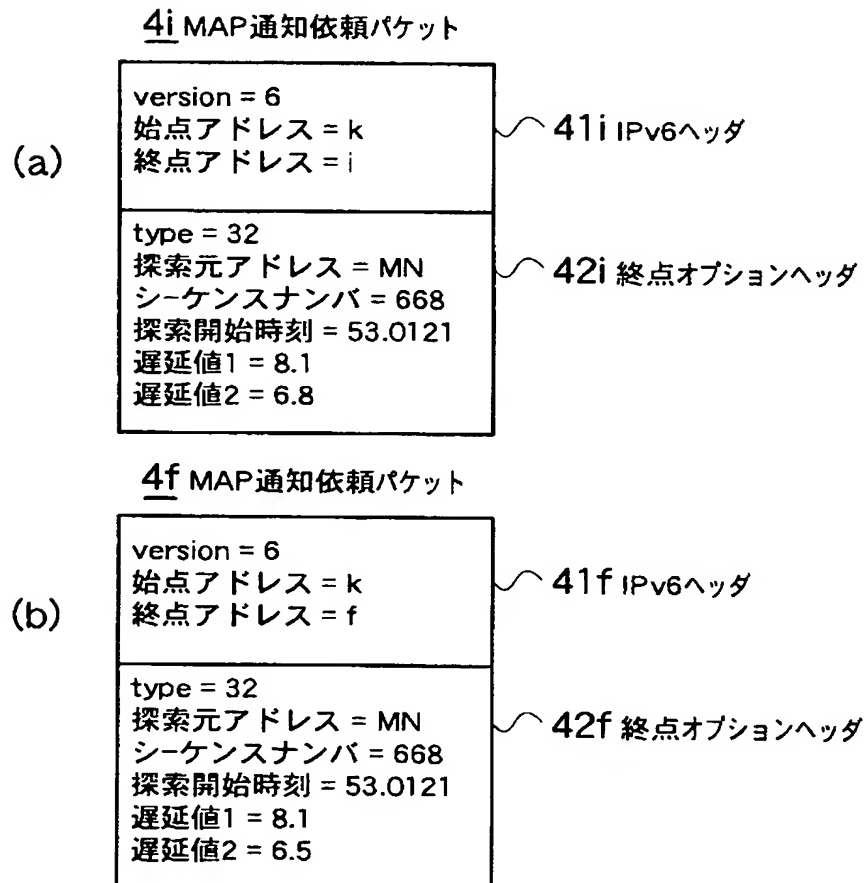 4i MAP通知依頼パケット
(a)
version = 6
始点アドレス = k
終点アドレス = i
41i IPv6ヘッダ
type = 32
探索元アドレス = MN
シーケンスナンバ = 668
探索開始時刻 = 53.0121
遅延値1 = 8.1
遅延値2 = 6.8
42i 終点オプションヘッダ
4f MAP通知依頼パケット
(b)
version = 6
始点アドレス = k
終点アドレス = f
41f IPv6ヘッダ
type = 32
探索元アドレス = MN
シーケンスナンバ = 668
探索開始時刻 = 53.0121
遅延値1 = 8.1
遅延値2 = 6.5
42f 終点オプションヘッダ